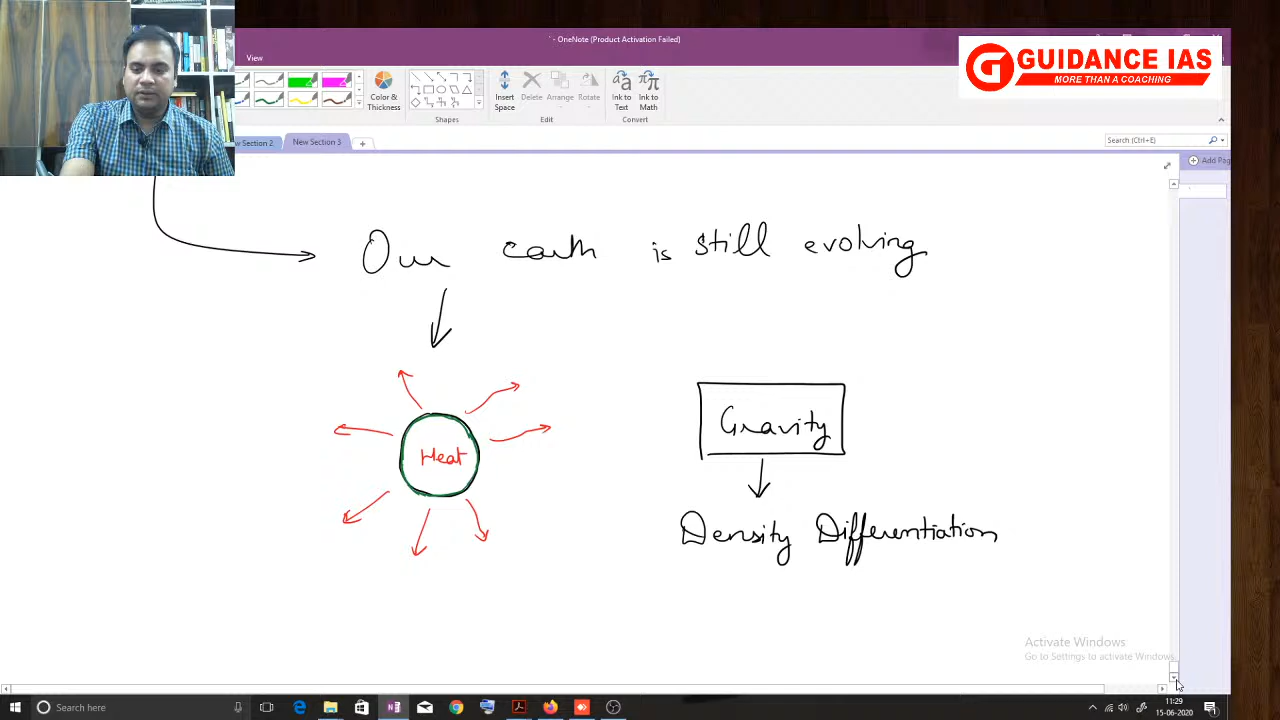 - OneNote (Product Activation Failed)
GUIDANCE IAS
MORE THAN A COACHING
View
Color & Thickness
Insert Space
Delete
Arrange
Rotate
Ink to Text
Ink to Math
Shapes
Edit
Convert
New Section 3
Search (Ctrl+E)
Our earth is still evolving
Heat
Gravity
Density Differentiation
Activate Windows
Go to Settings to activate Windows.
Search here
11:29
15-06-2020